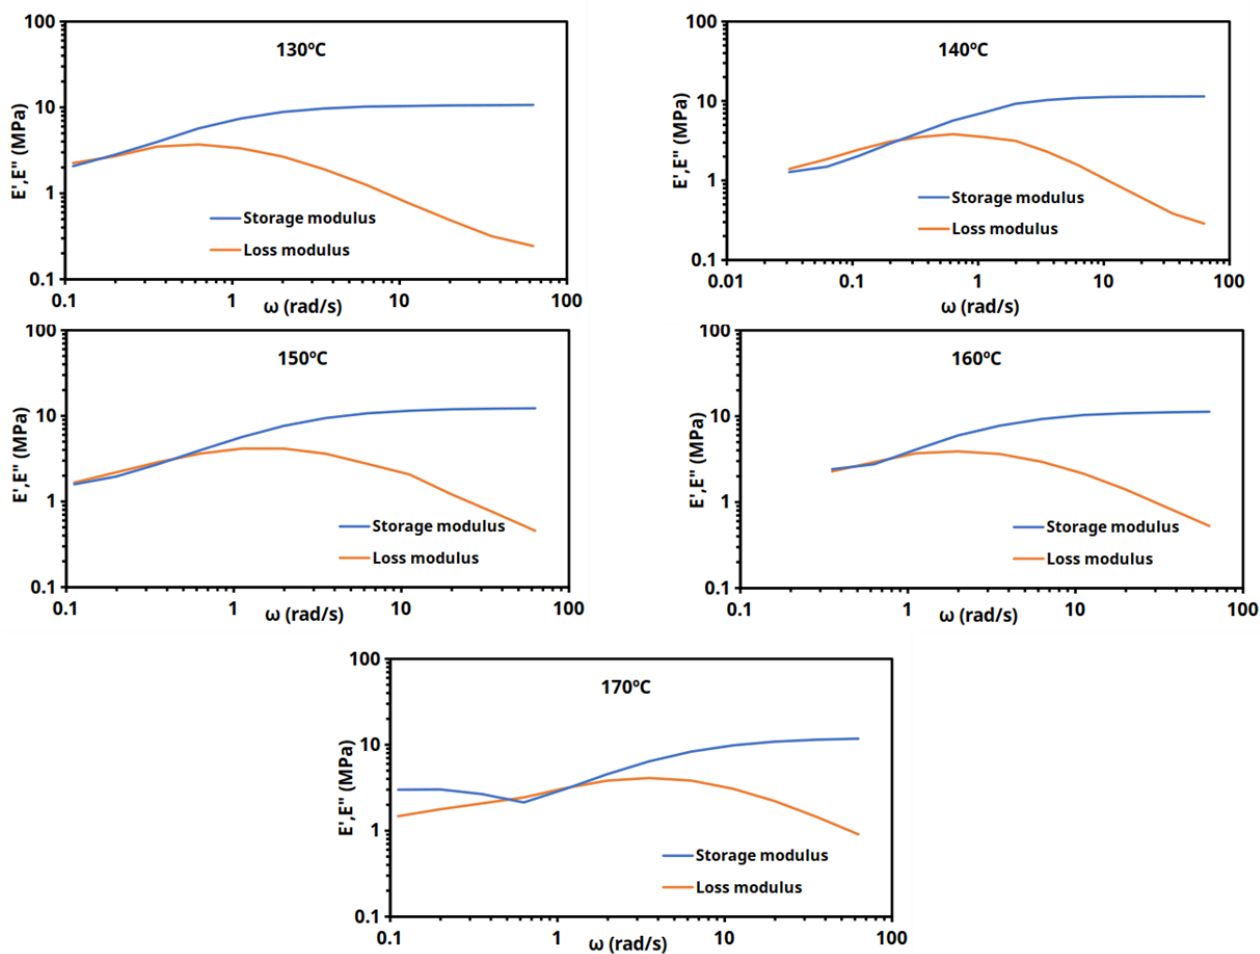 130ºC
100
10
1
0.1
E',E" (MPa)
Storage modulus
Loss modulus
0.1 1 10 100
ω (rad/s)
140ºC
100
10
1
0.1
E',E" (MPa)
Storage modulus
Loss modulus
0.01 0.1 1 10 100
ω (rad/s)
150ºC
100
10
1
0.1
E',E" (MPa)
Storage modulus
Loss modulus
0.1 1 10 100
ω (rad/s)
160ºC
100
10
1
0.1
E',E" (MPa)
Storage modulus
Loss modulus
0.1 1 10 100
ω (rad/s)
170ºC
100
10
1
0.1
E',E" (MPa)
Storage modulus
Loss modulus
0.1 1 10 100
ω (rad/s)